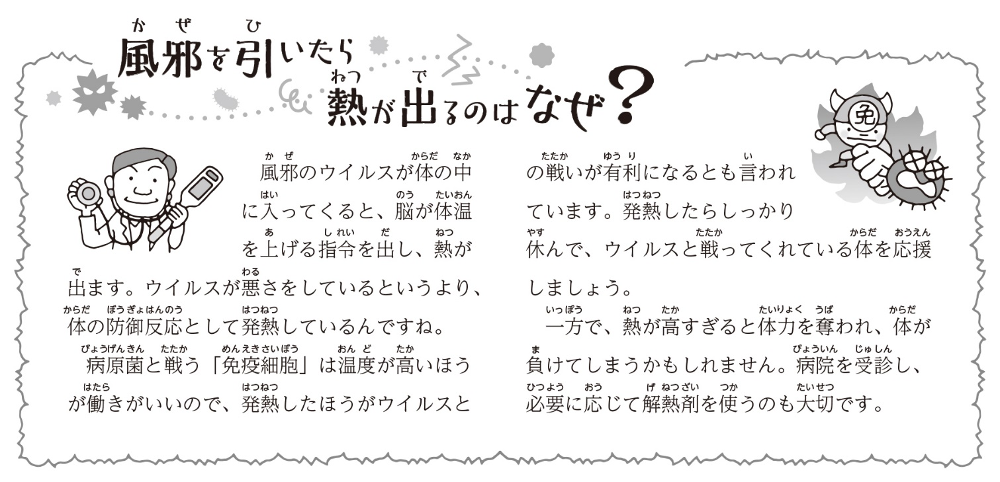 風邪を引いたら
熱が出るのはなぜ?
風邪のウイルスが体の中
に入ってくると、脳が体温
を上げる指令を出し、熱が
出ます。ウイルスが悪さをしているというより、
体の防御反応として発熱しているんですね。
病原菌と戦う「免疫細胞」は温度が高いほう
が働きがいいので、発熱したほうがウイルスと
の戦いが有利になるとも言われ
ています。発熱したらしっかり
休んで、ウイルスと戦ってくれている体を応援
しましょう。
一方で、熱が高すぎると体力を奪われ、体が
負けてしまうかもしれません。病院を受診し、
必要に応じて解熱剤を使うのも大切です。
免